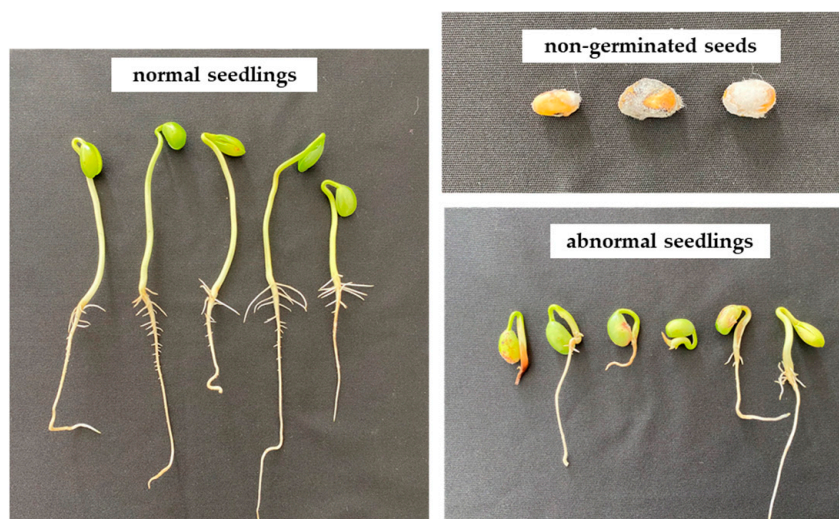 normal seedlings
non-germinated seeds
abnormal seedlings